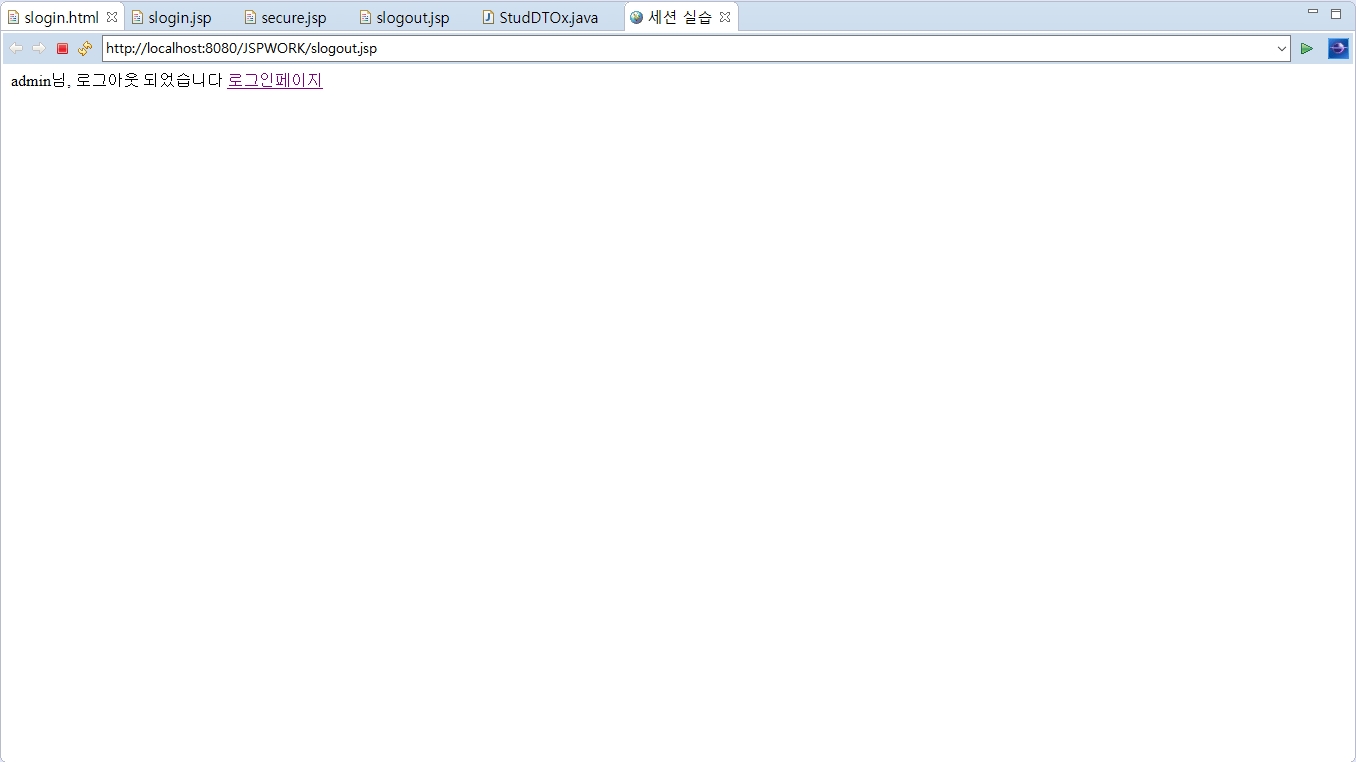 slogin.html slogin.jsp secure.jsp slogout.jsp StudDTOx.java 세션 실습
http://localhost:8080/JSPWORK/slogout.jsp
admin님, 로그아웃 되었습니다 로그인페이지